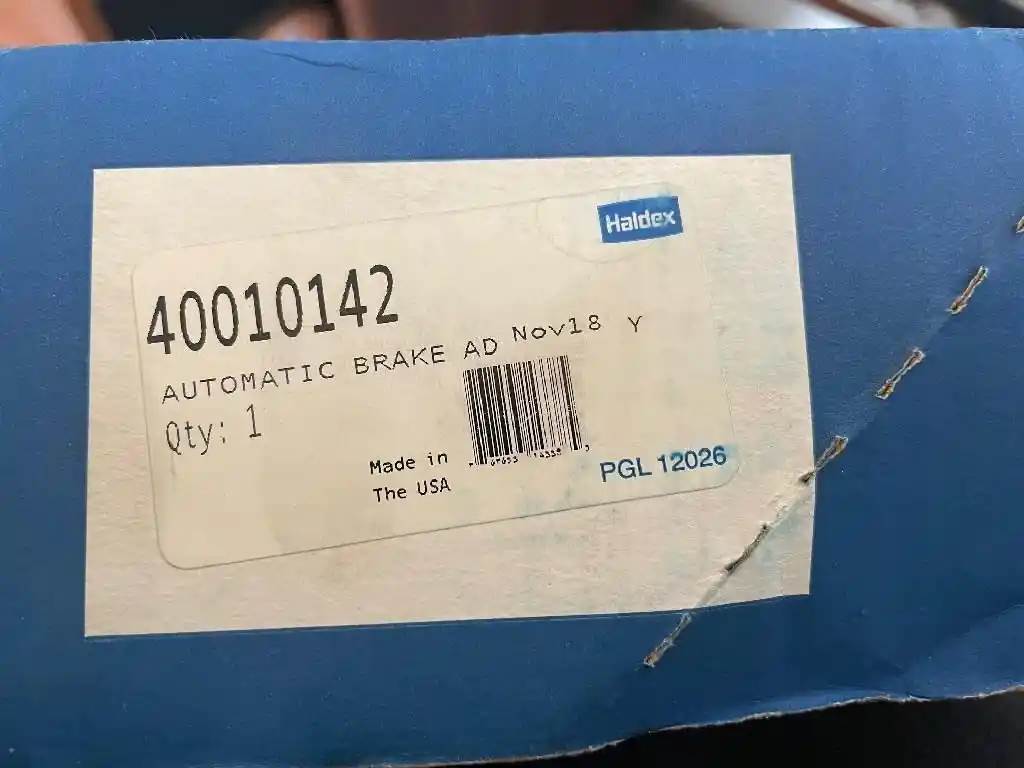 Haldex
40010142
AUTOMATIC BRAKE AD Nov18 Y
Qty: 1
Made in
The USA
PGL 12026